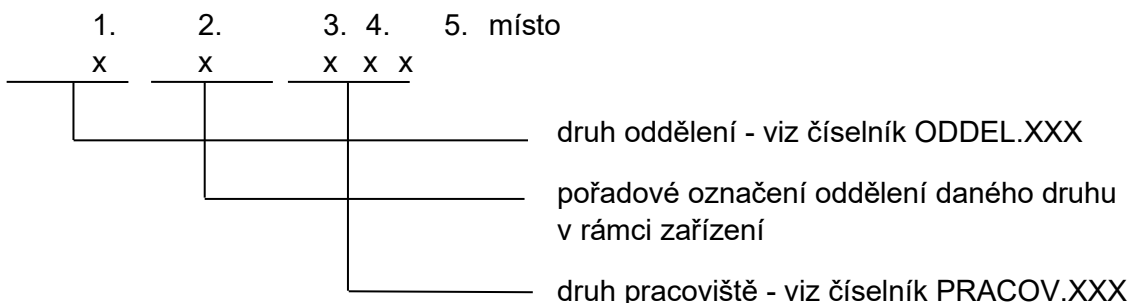 1. 2. 3. 4. 5. místo
x x x x x
druh oddělení - viz číselník ODDEL.XXX
pořadové označení oddělení daného druhu
v rámci zařízení
druh pracoviště - viz číselník PRACOV.XXX